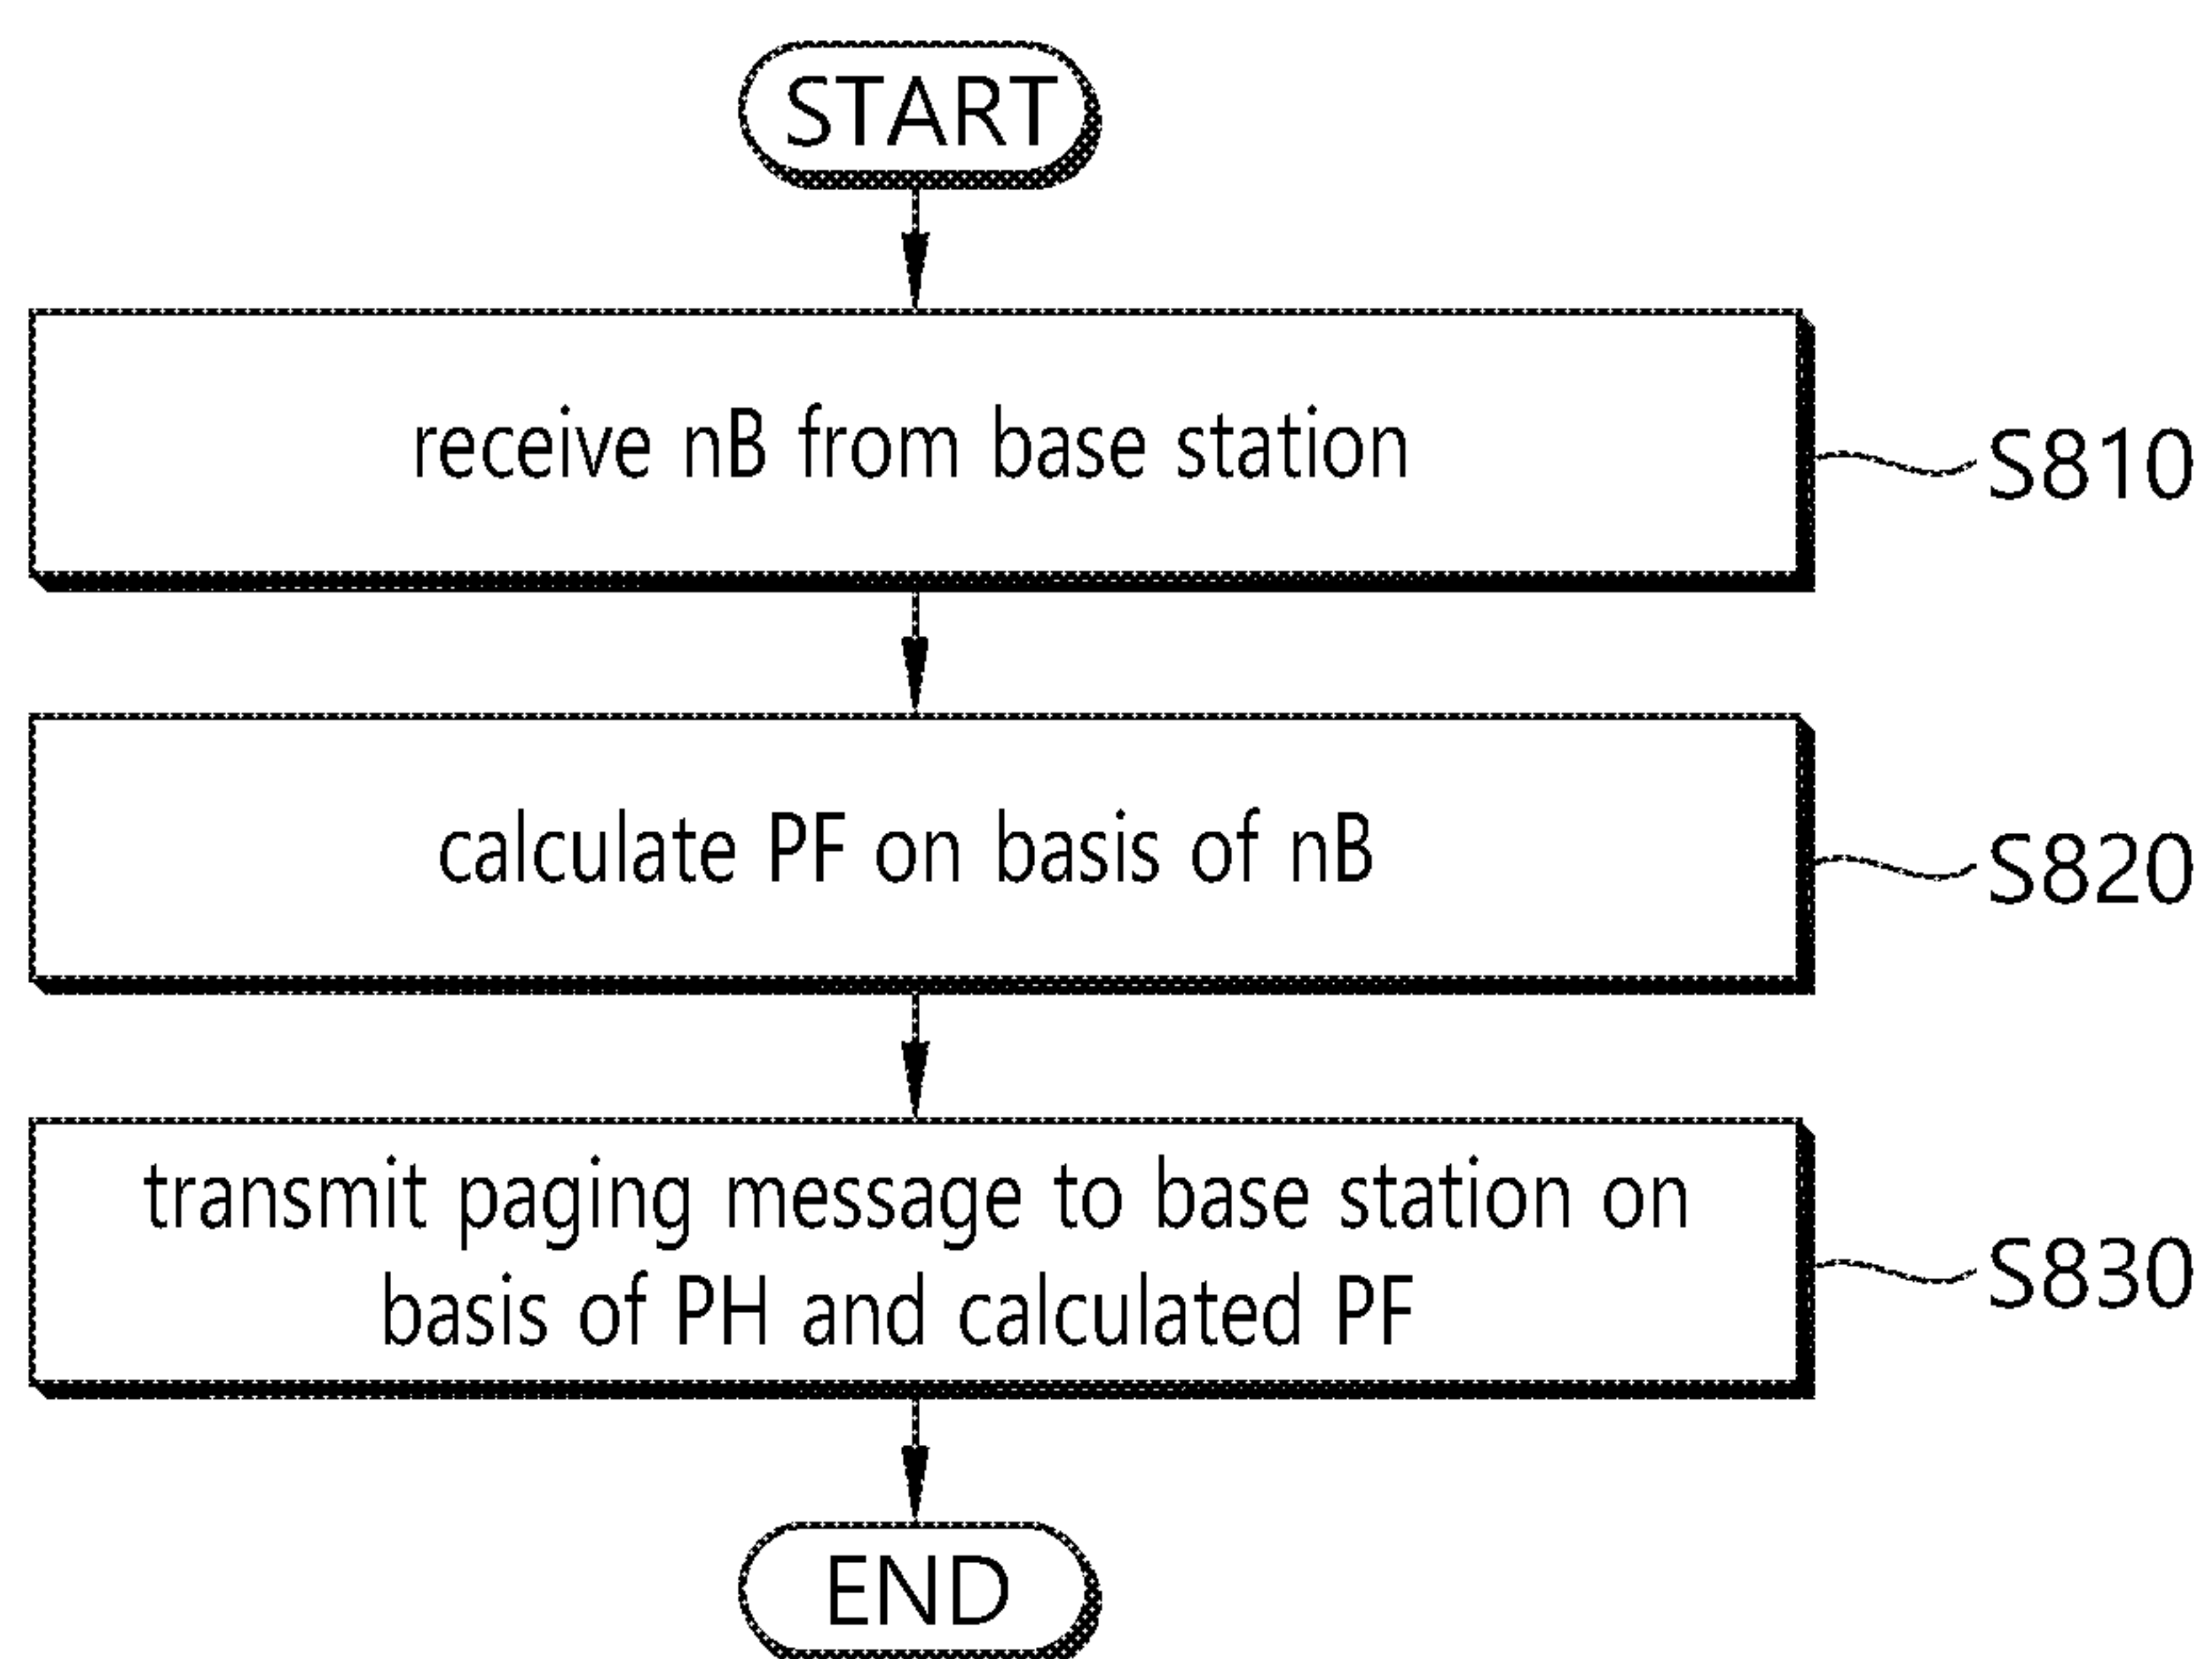 START
receive nB from base station
S810
calculate PF on basis of nB
S820
transmit paging message to base station on
basis of PH and calculated PF
S830
END